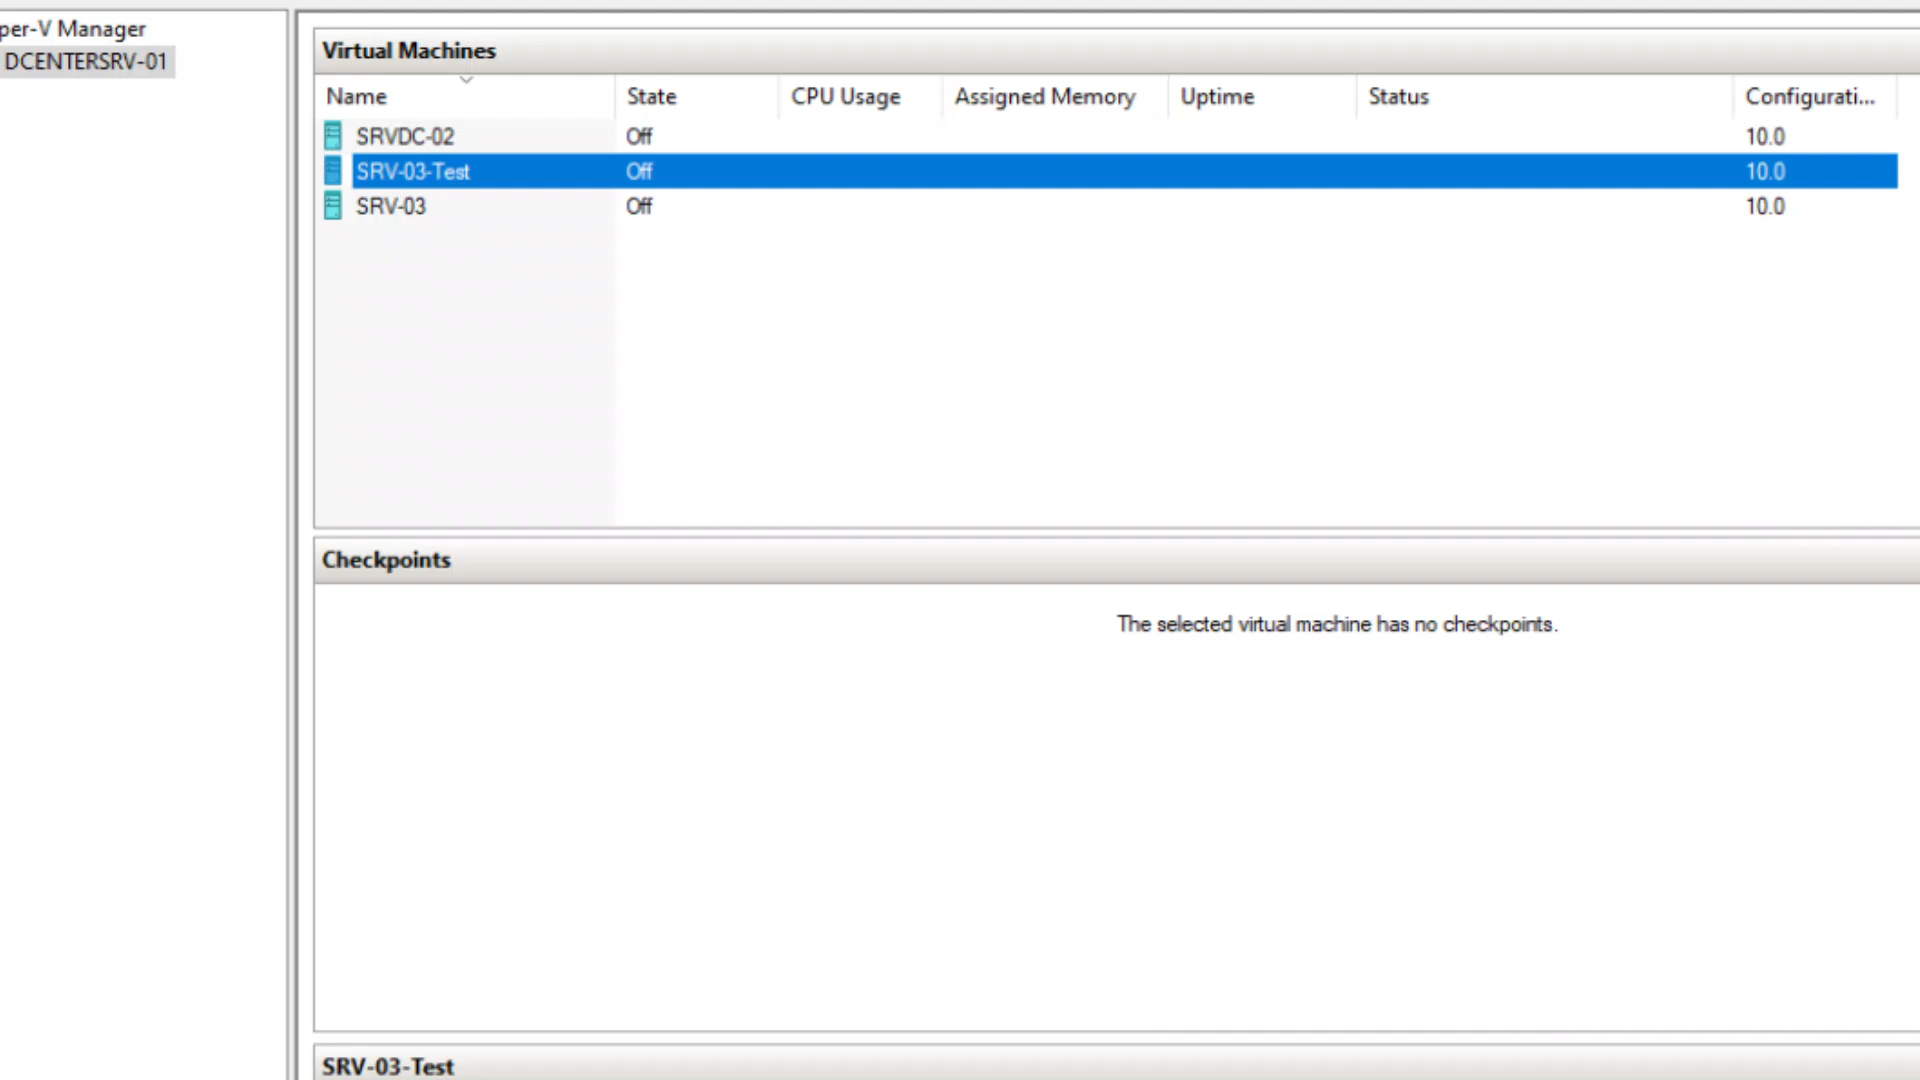 per-V Manager
DCENTERSRV-01
Virtual Machines
Name State CPU Usage Assigned Memory Uptime Status Configurati...
SRVDC-02 Off 10.0
SRV-03-Test Off 10.0
SRV-03 Off 10.0
Checkpoints
The selected virtual machine has no checkpoints.
SRV-03-Test